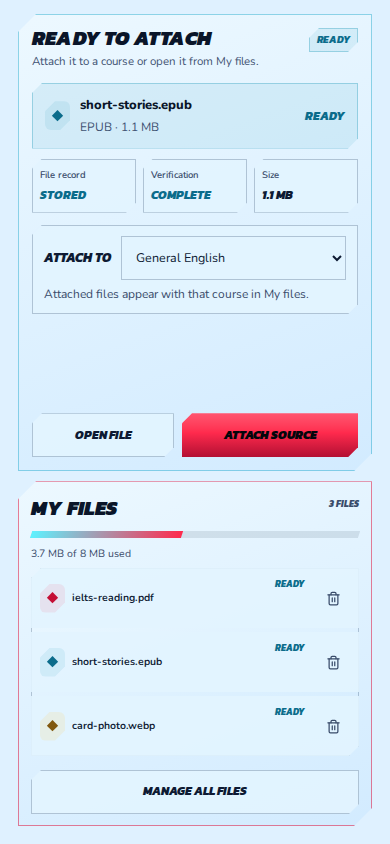 READY TO ATTACH
READY
Attach it to a course or open it from My files.
short-stories.epub
EPUB · 1.1 MB
READY
File record
STORED
Verification
COMPLETE
Size
1.1 MB
ATTACH TO
General English
Attached files appear with that course in My files.
OPEN FILE
ATTACH SOURCE
MY FILES
3 FILES
3.7 MB of 8 MB used
READY
ielts-reading.pdf
READY
short-stories.epub
READY
card-photo.webp
MANAGE ALL FILES